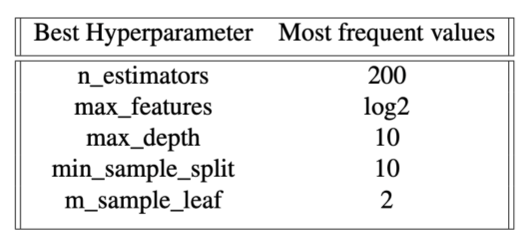 Best Hyperparameter Most frequent values
n_estimators 200
max_features log2
max_depth 10
min_sample_split 10
m_sample_leaf 2